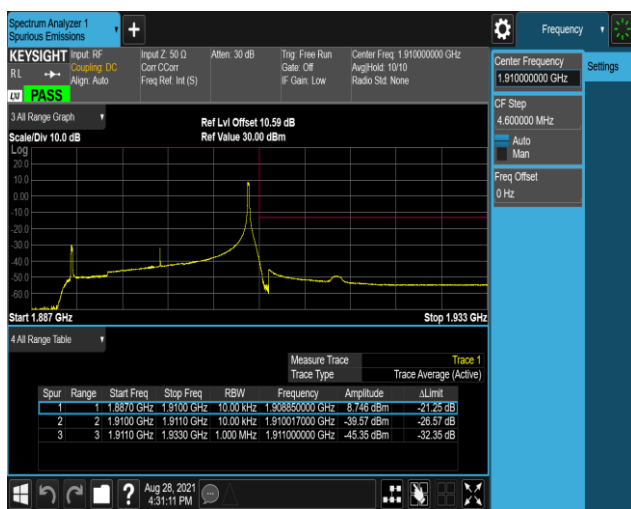 Spectrum Analyzer 1
Spurious Emissions
Frequency
KEYSIGHT Input: RF Input Z: 50 Ω Atten: 30 dB Trig: Free Run Center Freq: 1.910000000 GHz
R L Coupling: DC Corr CCorr Gate: Off Avg|Hold: 10/10
Align: Auto Freq Ref: Int (S) IF Gain: Low Radio Std: None
LXI PASS
Center Frequency
1.910000000 GHz
Settings
CF Step
4.600000 MHz
Auto
Man
Freq Offset
0 Hz
3 All Range Graph
Ref Lvl Offset 10.59 dB
Scale/Div 10.0 dB Ref Value 30.00 dBm
Log
20.0
10.0
0.00
-10.0
-20.0
-30.0
-40.0
-50.0
-60.0
Start 1.887 GHz Stop 1.933 GHz
4 All Range Table
Measure Trace Trace 1
Trace Type Trace Average (Active)
Spur Range Start Freq Stop Freq RBW Frequency Amplitude ΔLimit
1 1 1.8870 GHz 1.9100 GHz 10.00 kHz 1.908850000 GHz 8.746 dBm -21.25 dB
2 2 1.9100 GHz 1.9110 GHz 10.00 kHz 1.910017000 GHz -39.57 dBm -26.57 dB
3 3 1.9110 GHz 1.9330 GHz 1.000 MHz 1.911000000 GHz -45.35 dBm -32.35 dB
Aug 28, 2021
4:31:11 PM